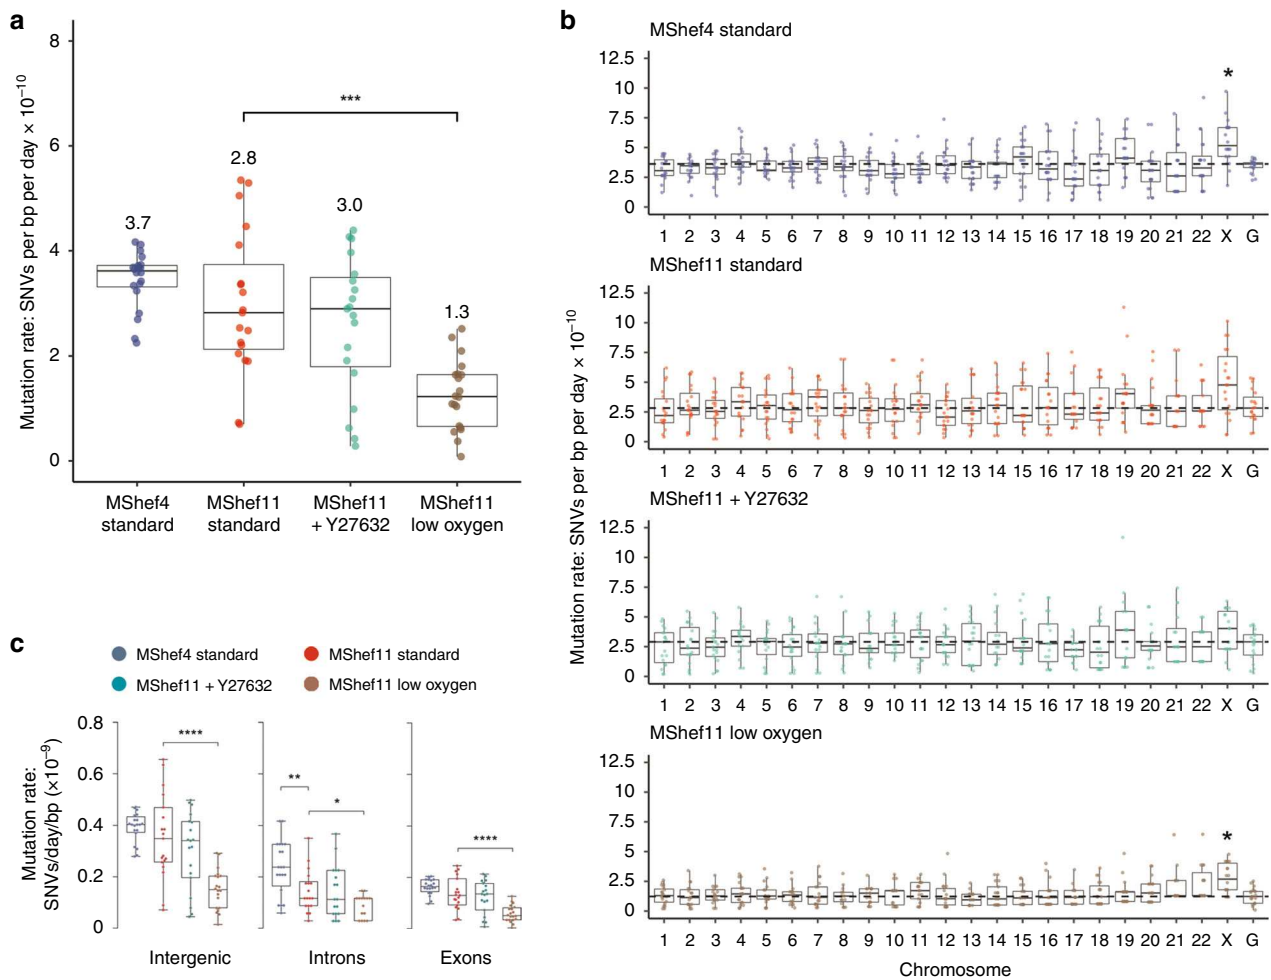 a
Mutation rate: SNVs per bp per day × 10⁻¹⁰
8
6
4
2
0
***
3.7
2.8
3.0
1.3
MShef4
standard
MShef11
standard
MShef11
+ Y27632
MShef11
low oxygen
b
Mutation rate: SNVs per bp per day × 10⁻¹⁰
MShef4 standard
12.5
10
7.5
5
2.5
0
*
1 2 3 4 5 6 7 8 9 10 11 12 13 14 15 16 17 18 19 20 21 22 X G
MShef11 standard
12.5
10
7.5
5
2.5
0
1 2 3 4 5 6 7 8 9 10 11 12 13 14 15 16 17 18 19 20 21 22 X G
MShef11 + Y27632
12.5
10
7.5
5
2.5
0
1 2 3 4 5 6 7 8 9 10 11 12 13 14 15 16 17 18 19 20 21 22 X G
MShef11 low oxygen
12.5
10
7.5
5
2.5
0
*
1 2 3 4 5 6 7 8 9 10 11 12 13 14 15 16 17 18 19 20 21 22 X G
Chromosome
c
MShef4 standard
MShef11 standard
MShef11 + Y27632
MShef11 low oxygen
Mutation rate:
SNVs/day/bp (×10⁻⁹)
0.8
0.6
0.4
0.2
0
****
**
*
****
Intergenic
Introns
Exons